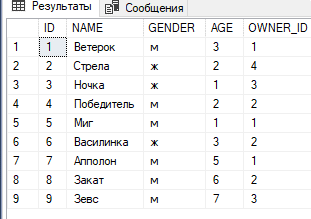 Результаты Сообщения
ID NAME GENDER AGE OWNER_ID
1 1 Ветерок м 3 1
2 2 Стрела ж 2 4
3 3 Ночка ж 1 3
4 4 Победитель м 2 2
5 5 Миг м 1 1
6 6 Василинка ж 3 2
7 7 Апполон м 5 1
8 8 Закат м 6 2
9 9 Зевс м 7 3